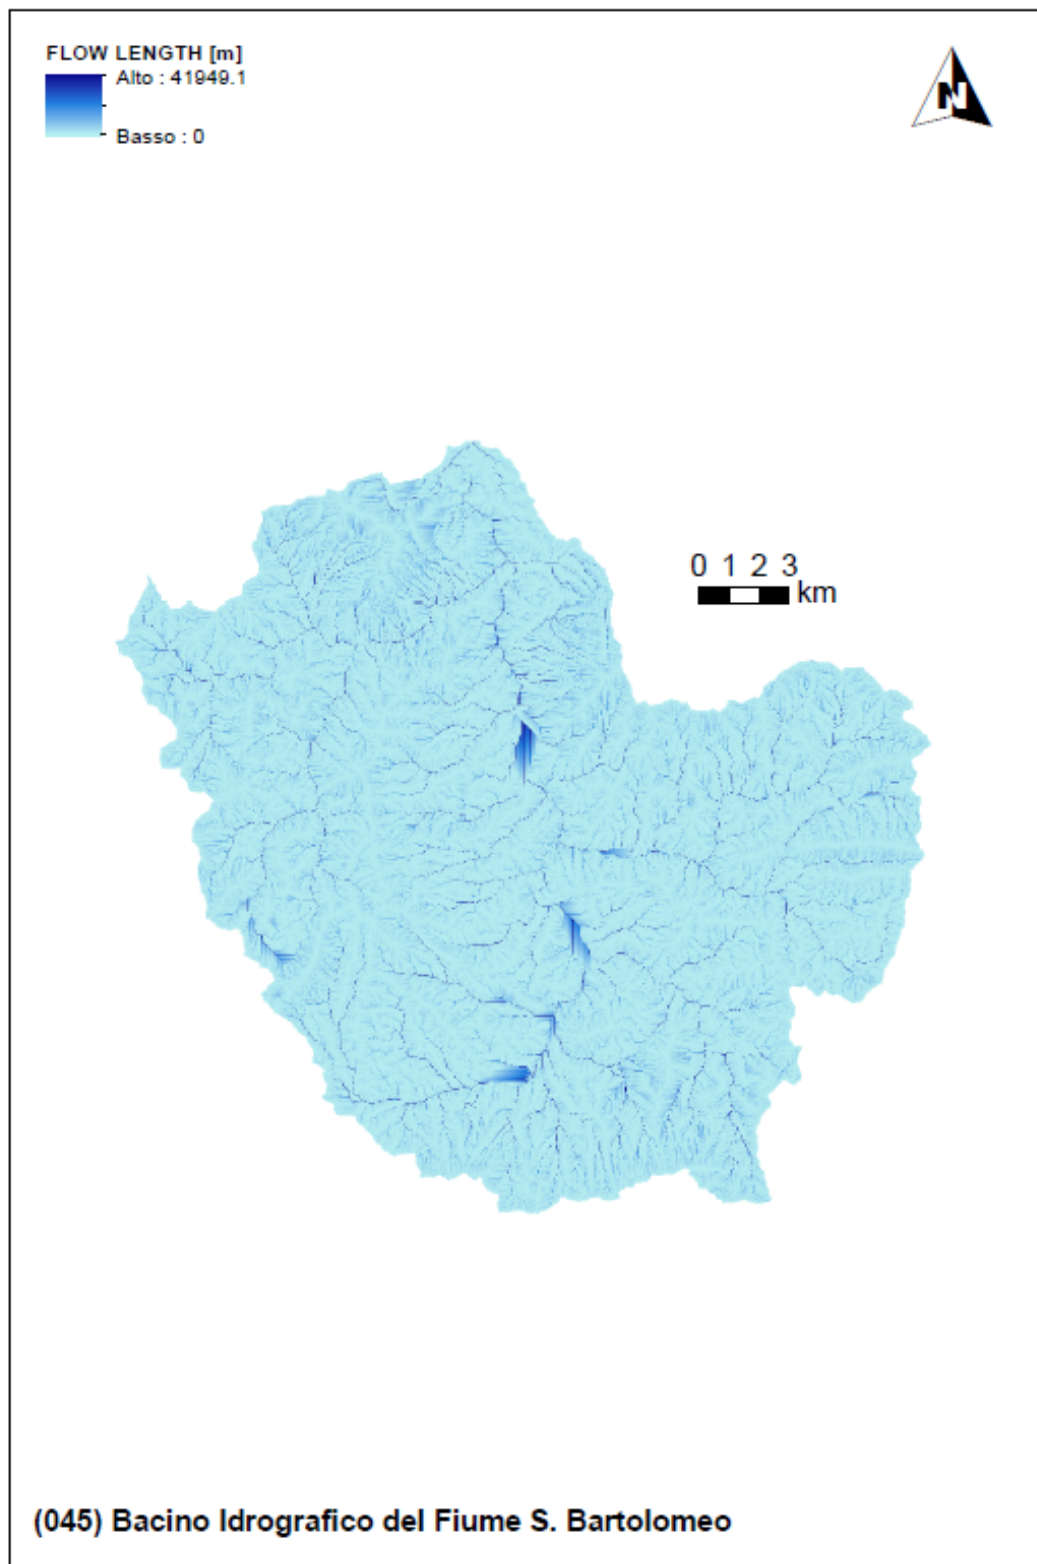 FLOW LENGTH [m]
Alto : 41949.1
Basso : 0
N
0 1 2 3
km
(045) Bacino Idrografico del Fiume S. Bartolomeo